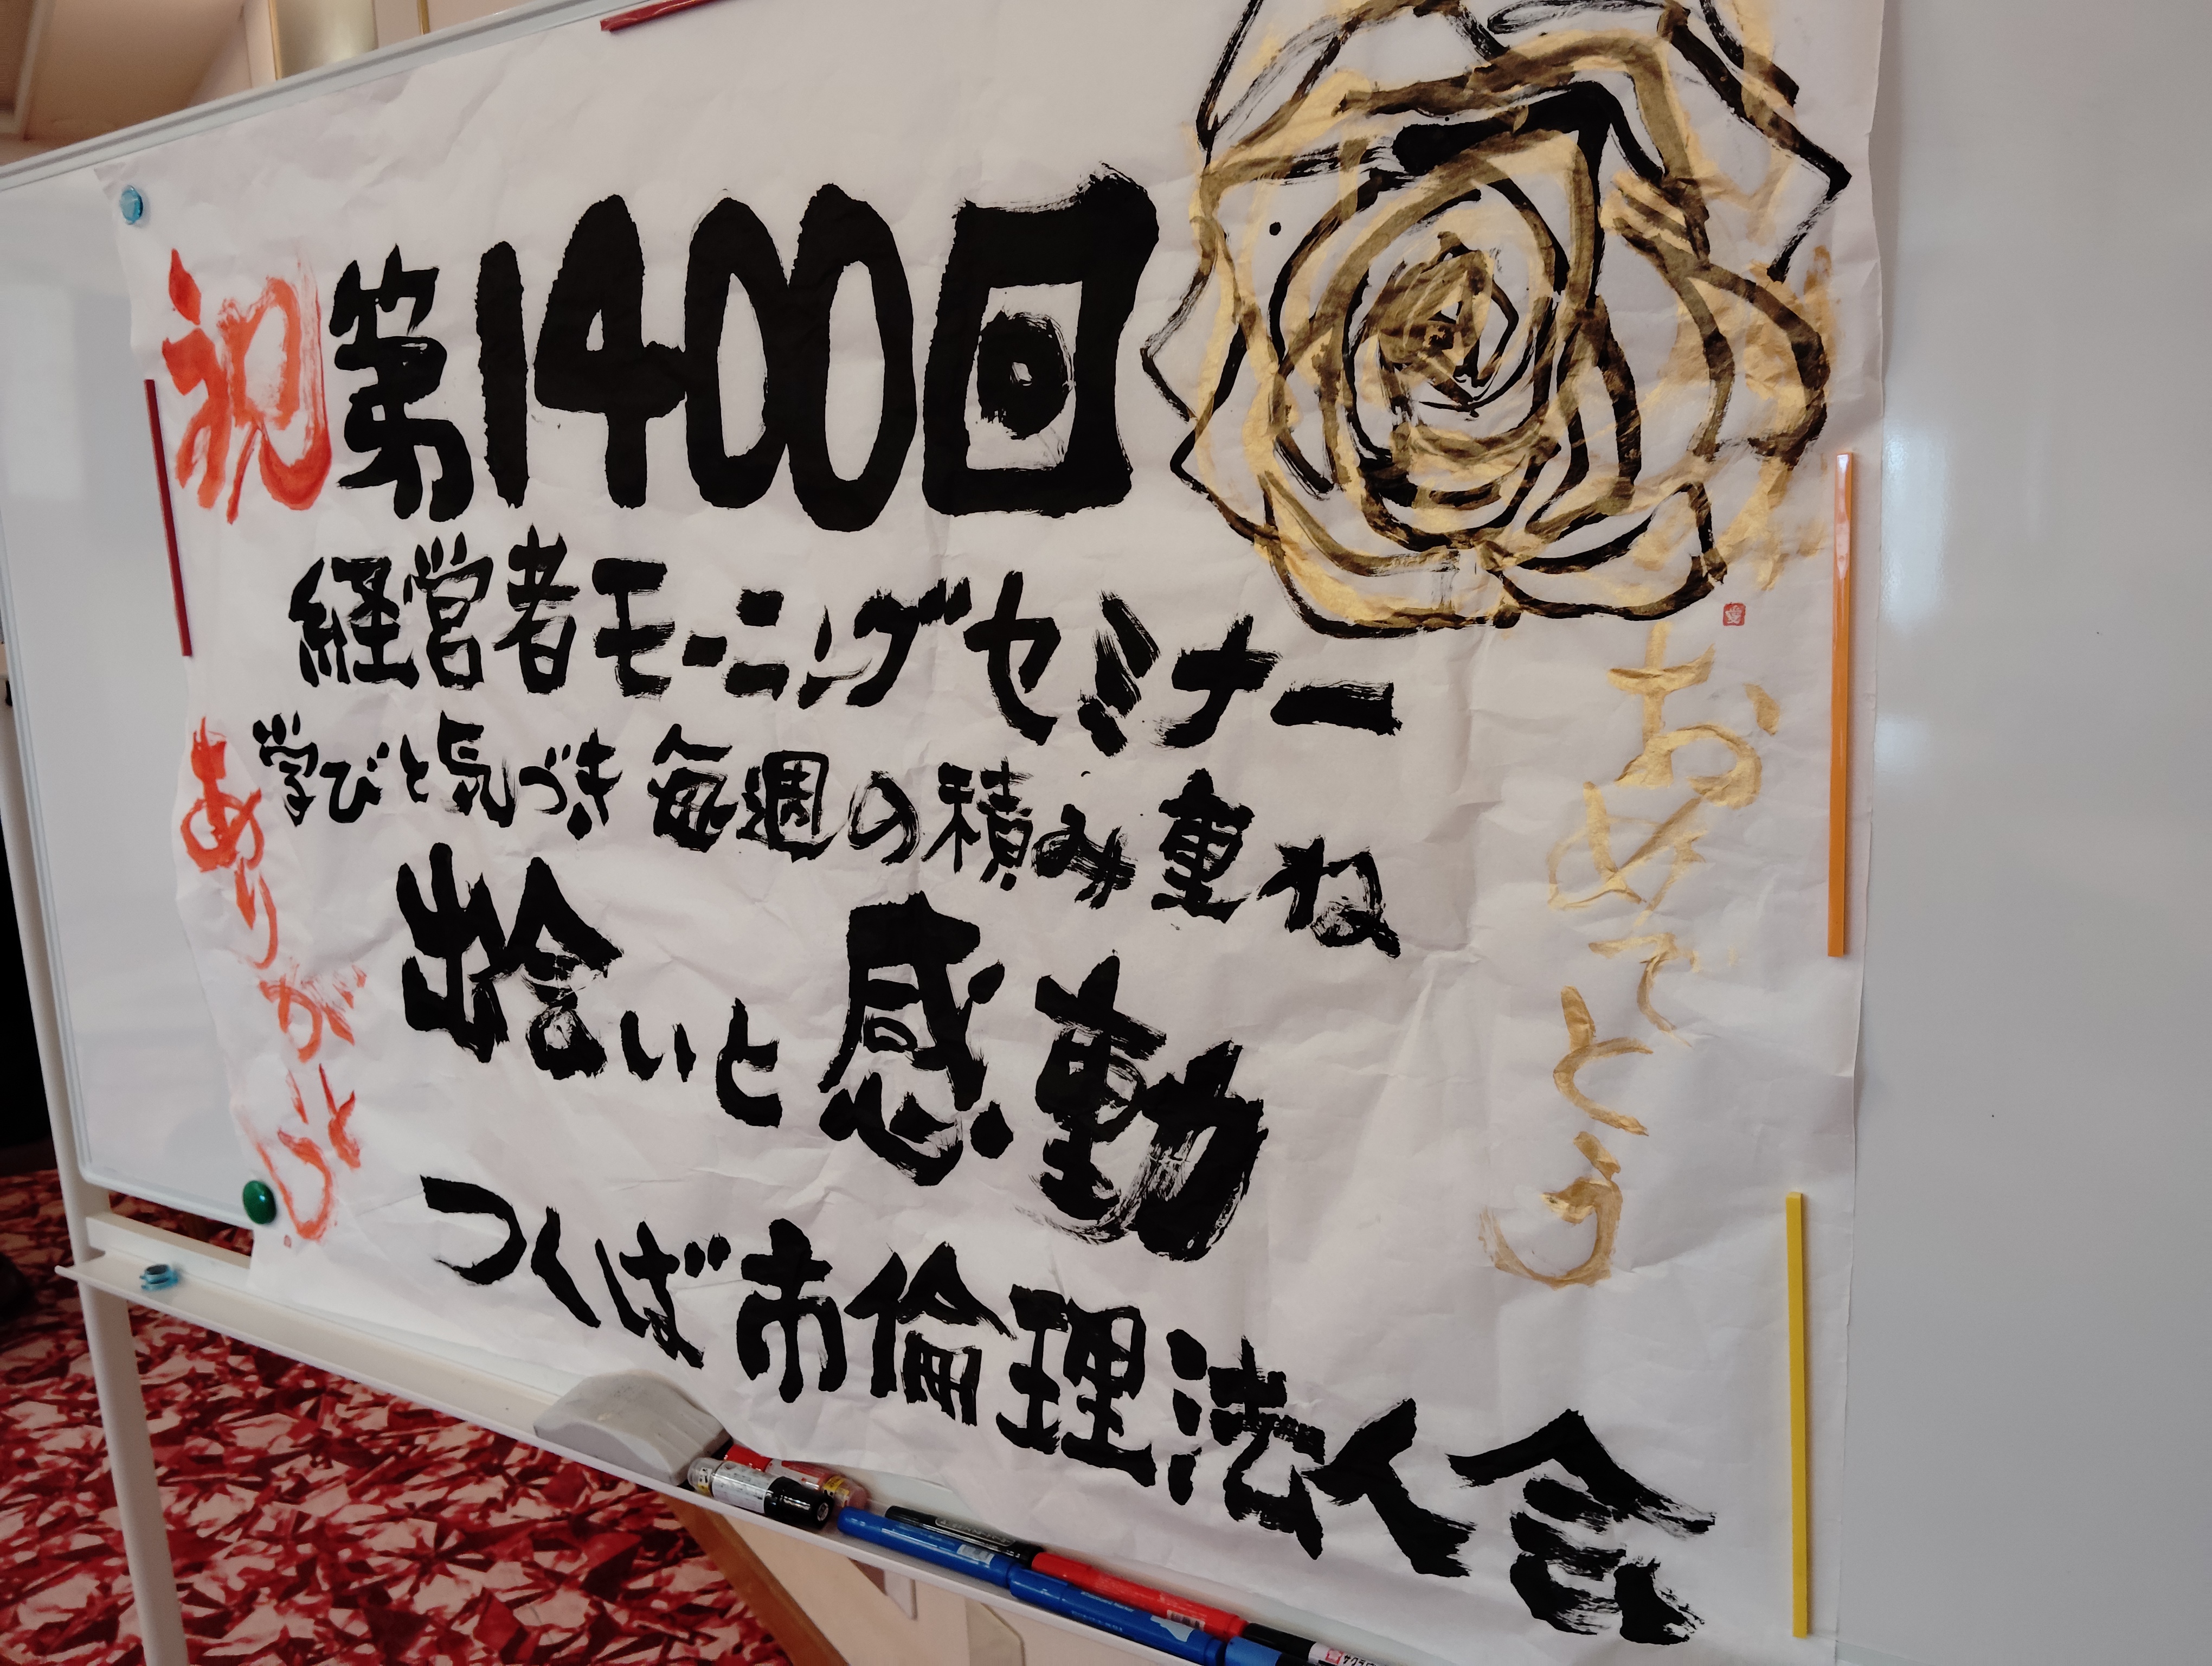 祝 第1400回
経営者モーニングセミナー
学びと気づき 毎週の積み重ね
出会いと感動
つくば市倫理法人会
ありがとう
おめでとう